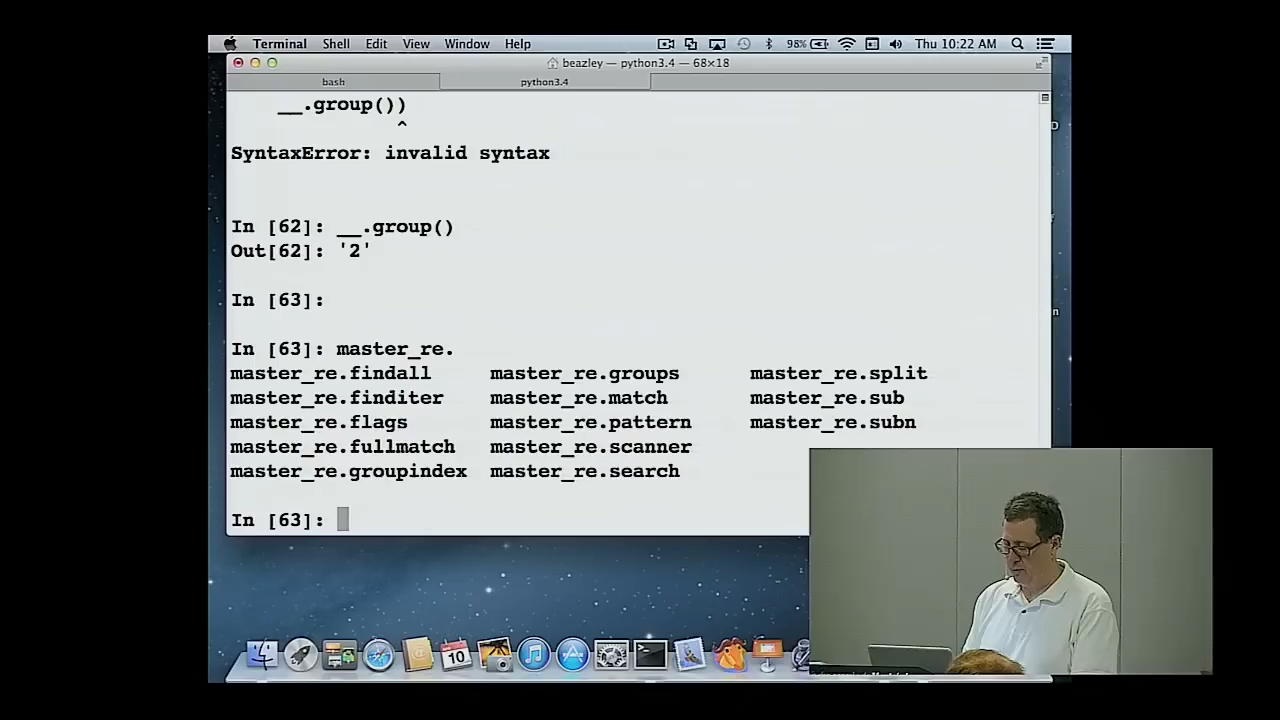 Terminal Shell Edit View Window Help 98% Thu 10:22 AM
beazley — python3.4 — 68×18
bash python3.4
__.group())
^
SyntaxError: invalid syntax
In [62]: __.group()
Out[62]: '2'
In [63]:
In [63]: master_re.
master_re.findall master_re.groups master_re.split
master_re.finditer master_re.match master_re.sub
master_re.flags master_re.pattern master_re.subn
master_re.fullmatch master_re.scanner
master_re.groupindex master_re.search
In [63]:
10